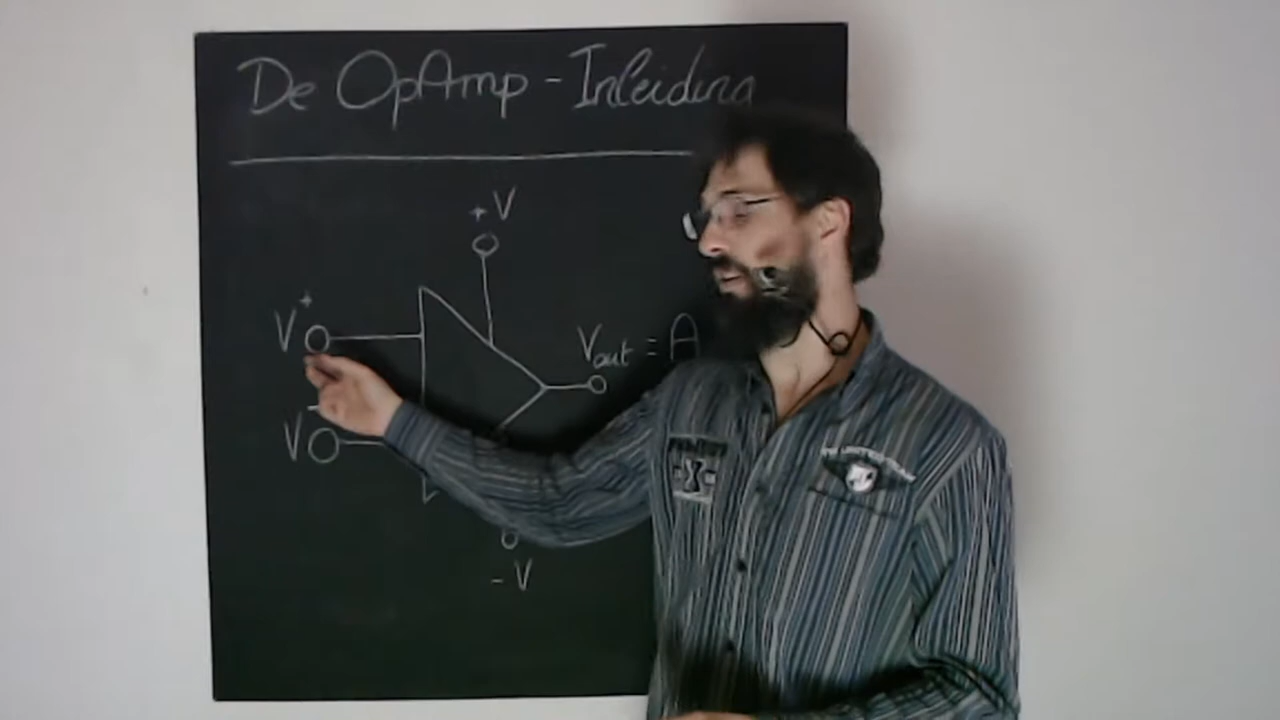 De OpAmp - Inleiding
+V
V+
Vout = A
V-
-V